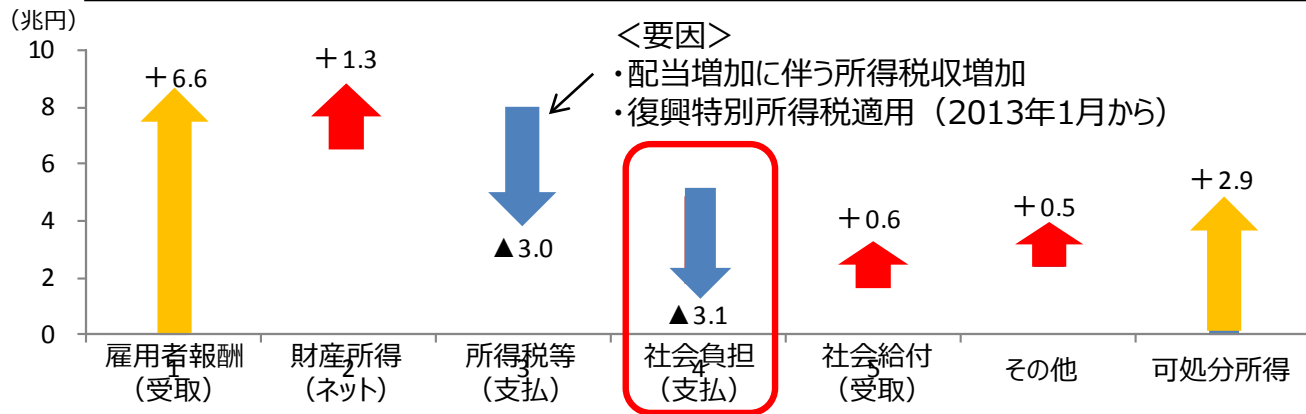 （兆円）
＜要因＞
・配当増加に伴う所得税収増加
・復興特別所得税適用（2013年1月から）
10
8
6
4
2
0
＋6.6
＋1.3
▲3.0
▲3.1
＋0.6
＋0.5
＋2.9
雇用者報酬
1
（受取）
財産所得
2
（ネット）
所得税等
3
（支払）
社会負担
4
（支払）
社会給付
5
（受取）
その他
可処分所得